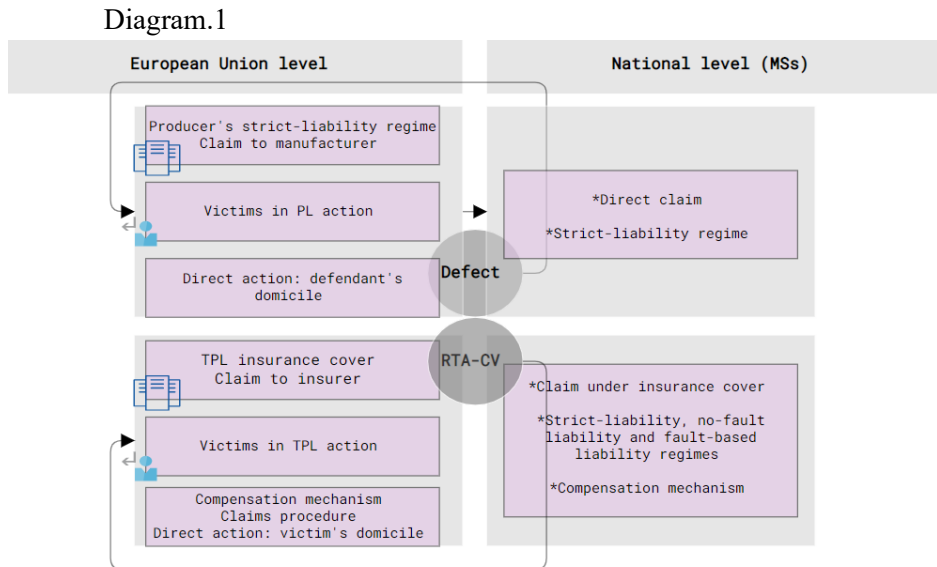 Diagram.1
European Union level
National level (MSs)
Producer's strict-liability regime
Claim to manufacturer
Victims in PL action
Direct action: defendant's
domicile
Defect
*Direct claim
*Strict-liability regime
TPL insurance cover
Claim to insurer
Victims in TPL action
Compensation mechanism
Claims procedure
Direct action: victim's domicile
RTA-CV
*Claim under insurance cover
*Strict-liability, no-fault
liability and fault-based
liability regimes
*Compensation mechanism